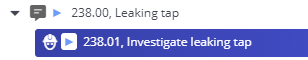 238.00, Leaking tap
238.01, Investigate leaking tap